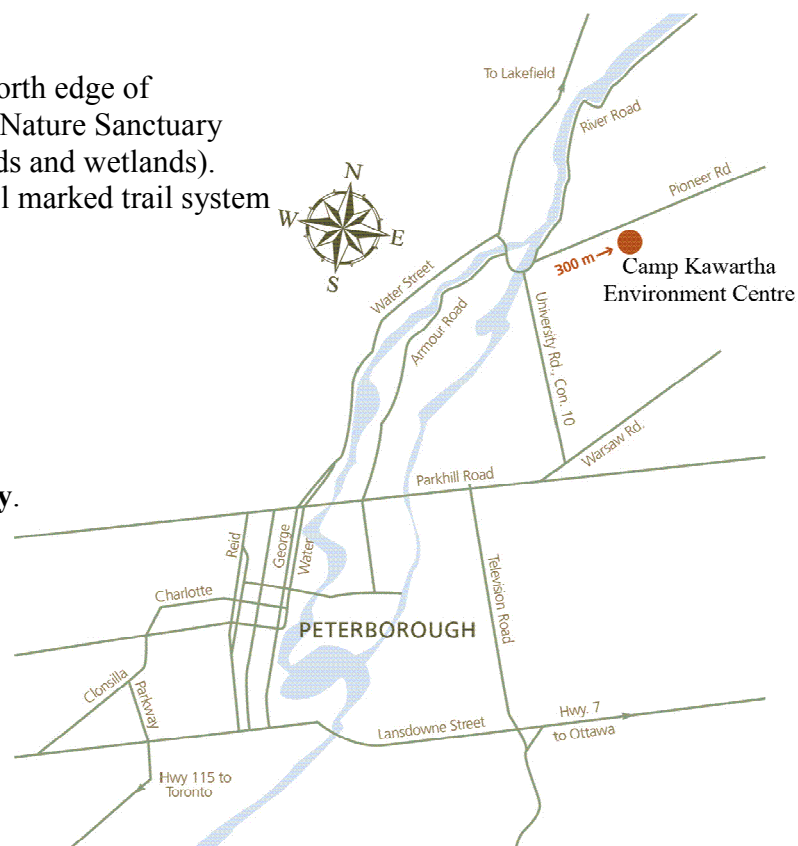 orth edge of
Nature Sanctuary
ds and wetlands).
l marked trail system
y.
To Lakefield
River Road
Pioneer Rd
N
W
E
S
300 m
Camp Kawartha
Environment Centre
Water Street
Armour Road
University Rd., Con. 10
Warsaw Rd.
Parkhill Road
Reid
George
Water
Charlotte
Television Road
PETERBOROUGH
Clonsilla
Parkway
Lansdowne Street
Hwy. 7
to Ottawa
Hwy 115 to
Toronto